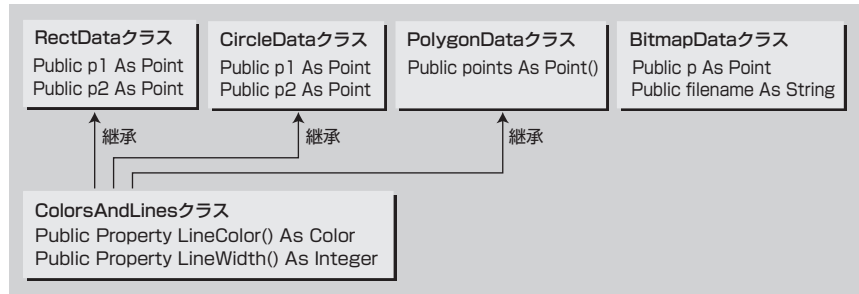 RectDataクラス
Public p1 As Point
Public p2 As Point
CircleDataクラス
Public p1 As Point
Public p2 As Point
PolygonDataクラス
Public points As Point()
BitmapDataクラス
Public p As Point
Public filename As String
継承
継承
継承
ColorsAndLinesクラス
Public Property LineColor() As Color
Public Property LineWidth() As Integer